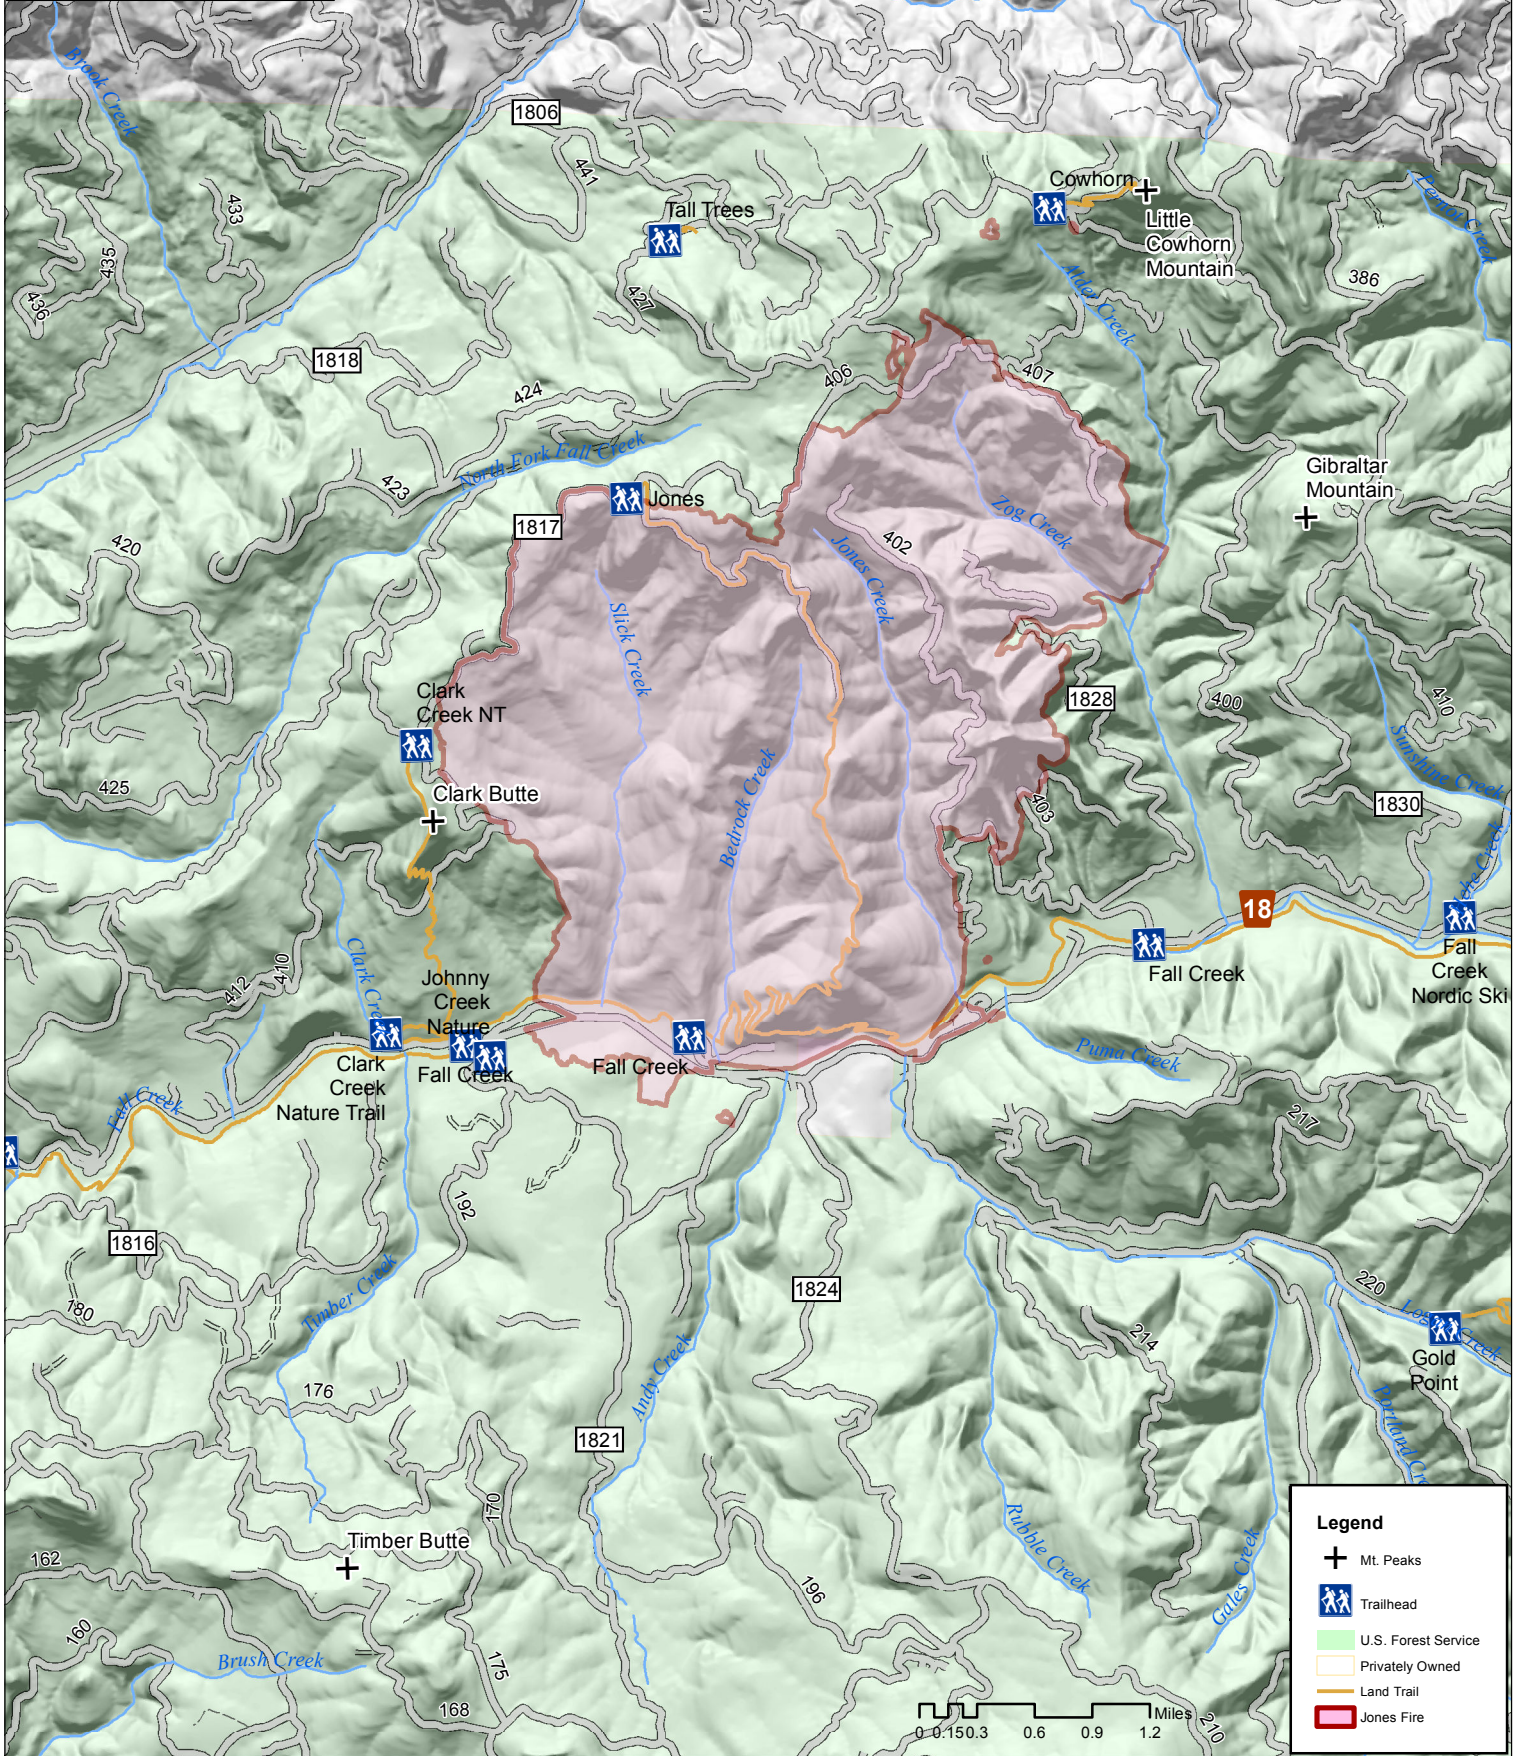 Brook Creek
1806
441
433
435
436
Tall Trees
427
Cowhorn
Little
Cowhorn
Mountain
386
Alder Creek
1818
424
406
407
North Fork Fall Creek
423
420
Jones
1817
Gibraltar
Mountain
Zog Creek
402
Jones Creek
Slick Creek
Clark
Creek NT
1828
400
410
Sunshine Creek
425
Clark Butte
Bedrock Creek
403
1830
18
Fall Creek
Fall
Creek
Nordic Ski
412
410
Johnny
Creek
Nature
Clark
Creek
Nature Trail
Fall Creek
Fall Creek
Fall Creek
Puma Creek
217
192
1816
180
Timber Creek
1824
220
214
Gold
Point
Andy Creek
176
1821
170
Rubble Creek
Gales Creek
Timber Butte
162
196
160
Brush Creek
175
168
210
Miles
0 0.15 0.3 0.6 0.9 1.2
Legend
Mt. Peaks
Trailhead
U.S. Forest Service
Privately Owned
Land Trail
Jones Fire